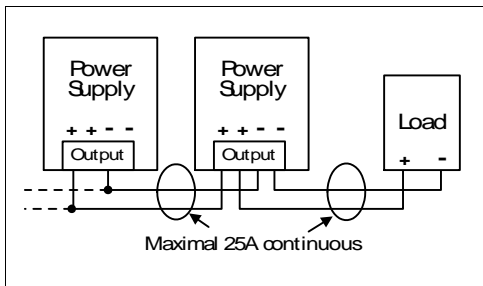 Power Supply
+ + - -
Output
Power Supply
+ + - -
Output
Load
+ -
Maximal 25A continuous